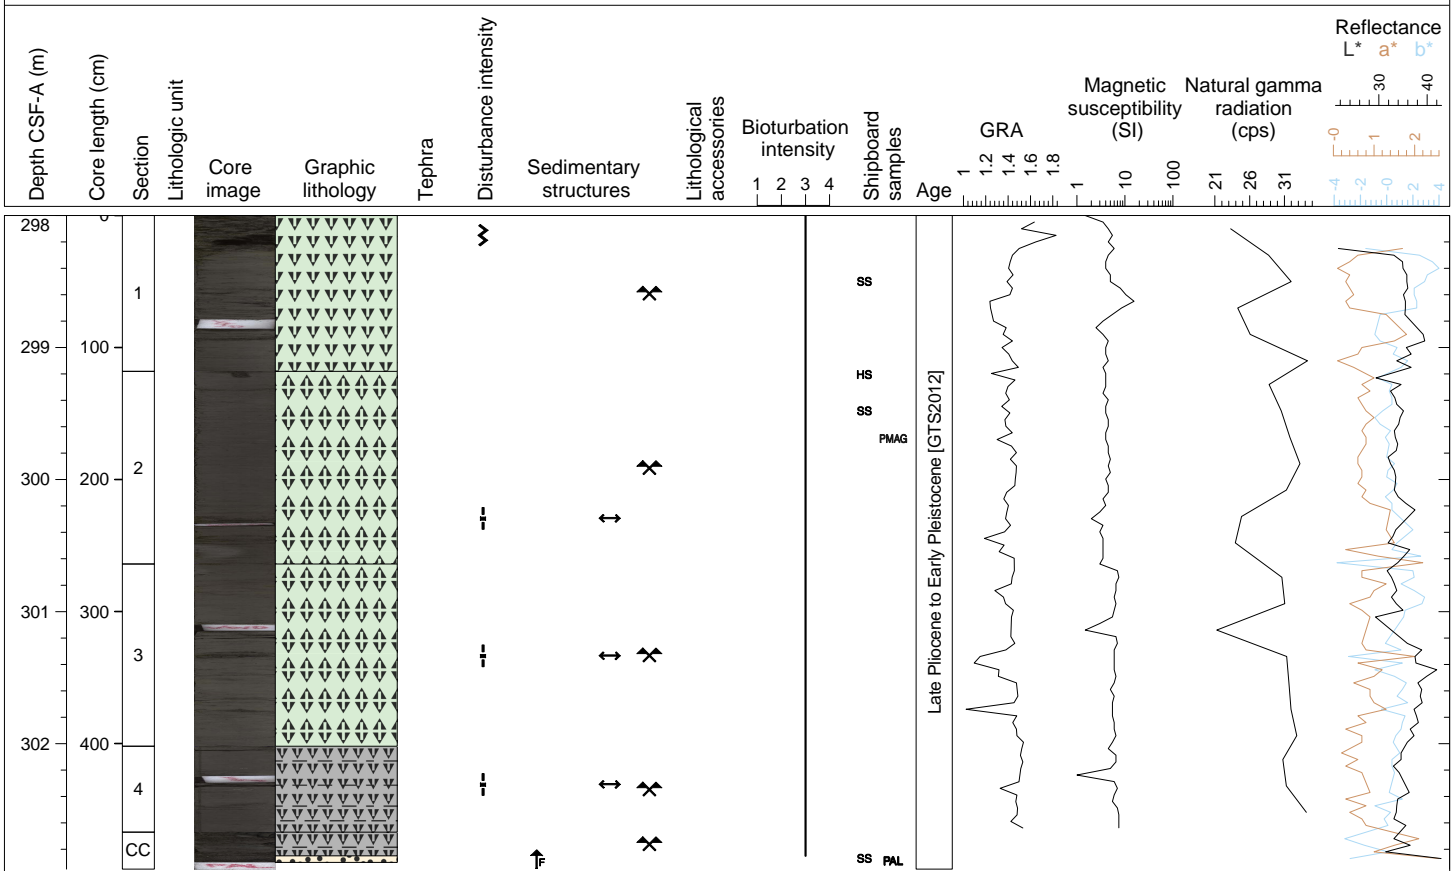 Depth CSF-A (m)
Core length (cm)
Section
Lithologic unit
Core
image
Graphic
lithology
Tephra
Disturbance intensity
Sedimentary
structures
Lithological
accessories
Bioturbation
intensity
1 2 3 4
Shipboard
samples
Age
GRA
1 1.2 1.4 1.6 1.8
Magnetic
susceptibility
(SI)
1 10 100
Natural gamma
radiation
(cps)
21 26 31
Reflectance
L* a* b*
30 40
-0 1 2
-4 -2 -0 2 4
298
299
300
301
302
0
100
200
300
400
1
2
3
4
CC
F
SS
HS
SS
PMAG
SS PAL
Late Pliocene to Early Pleistocene [GTS2012]